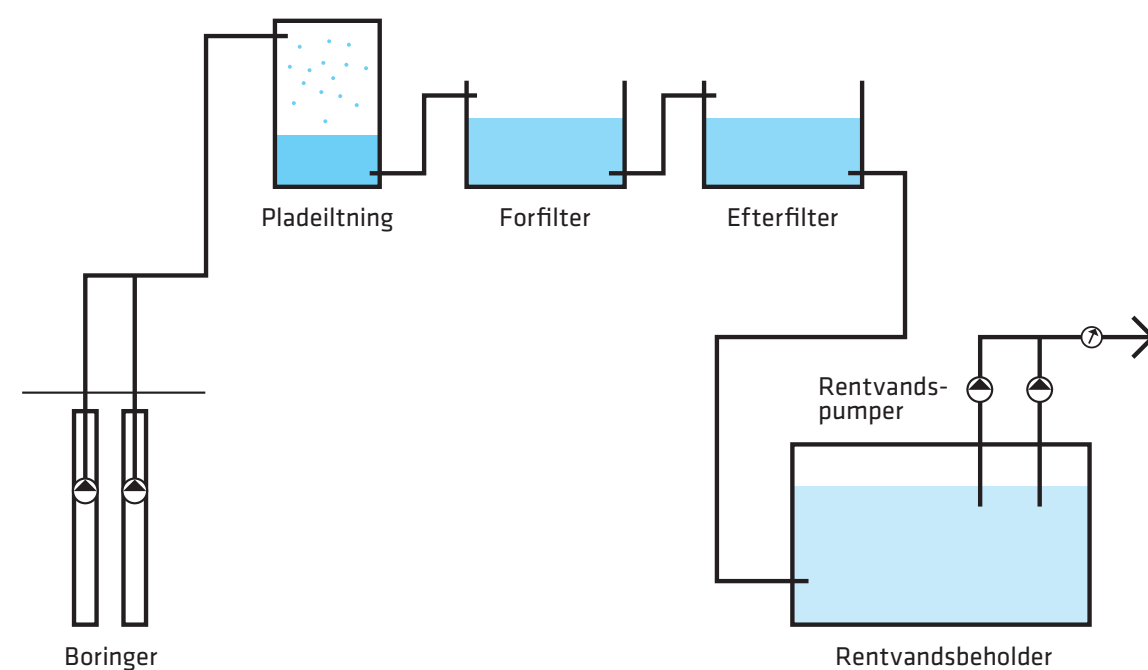 Pladeiltning
Forfilter
Efterfilter
Rentvands-
pumper
Boringer
Rentvandsbeholder